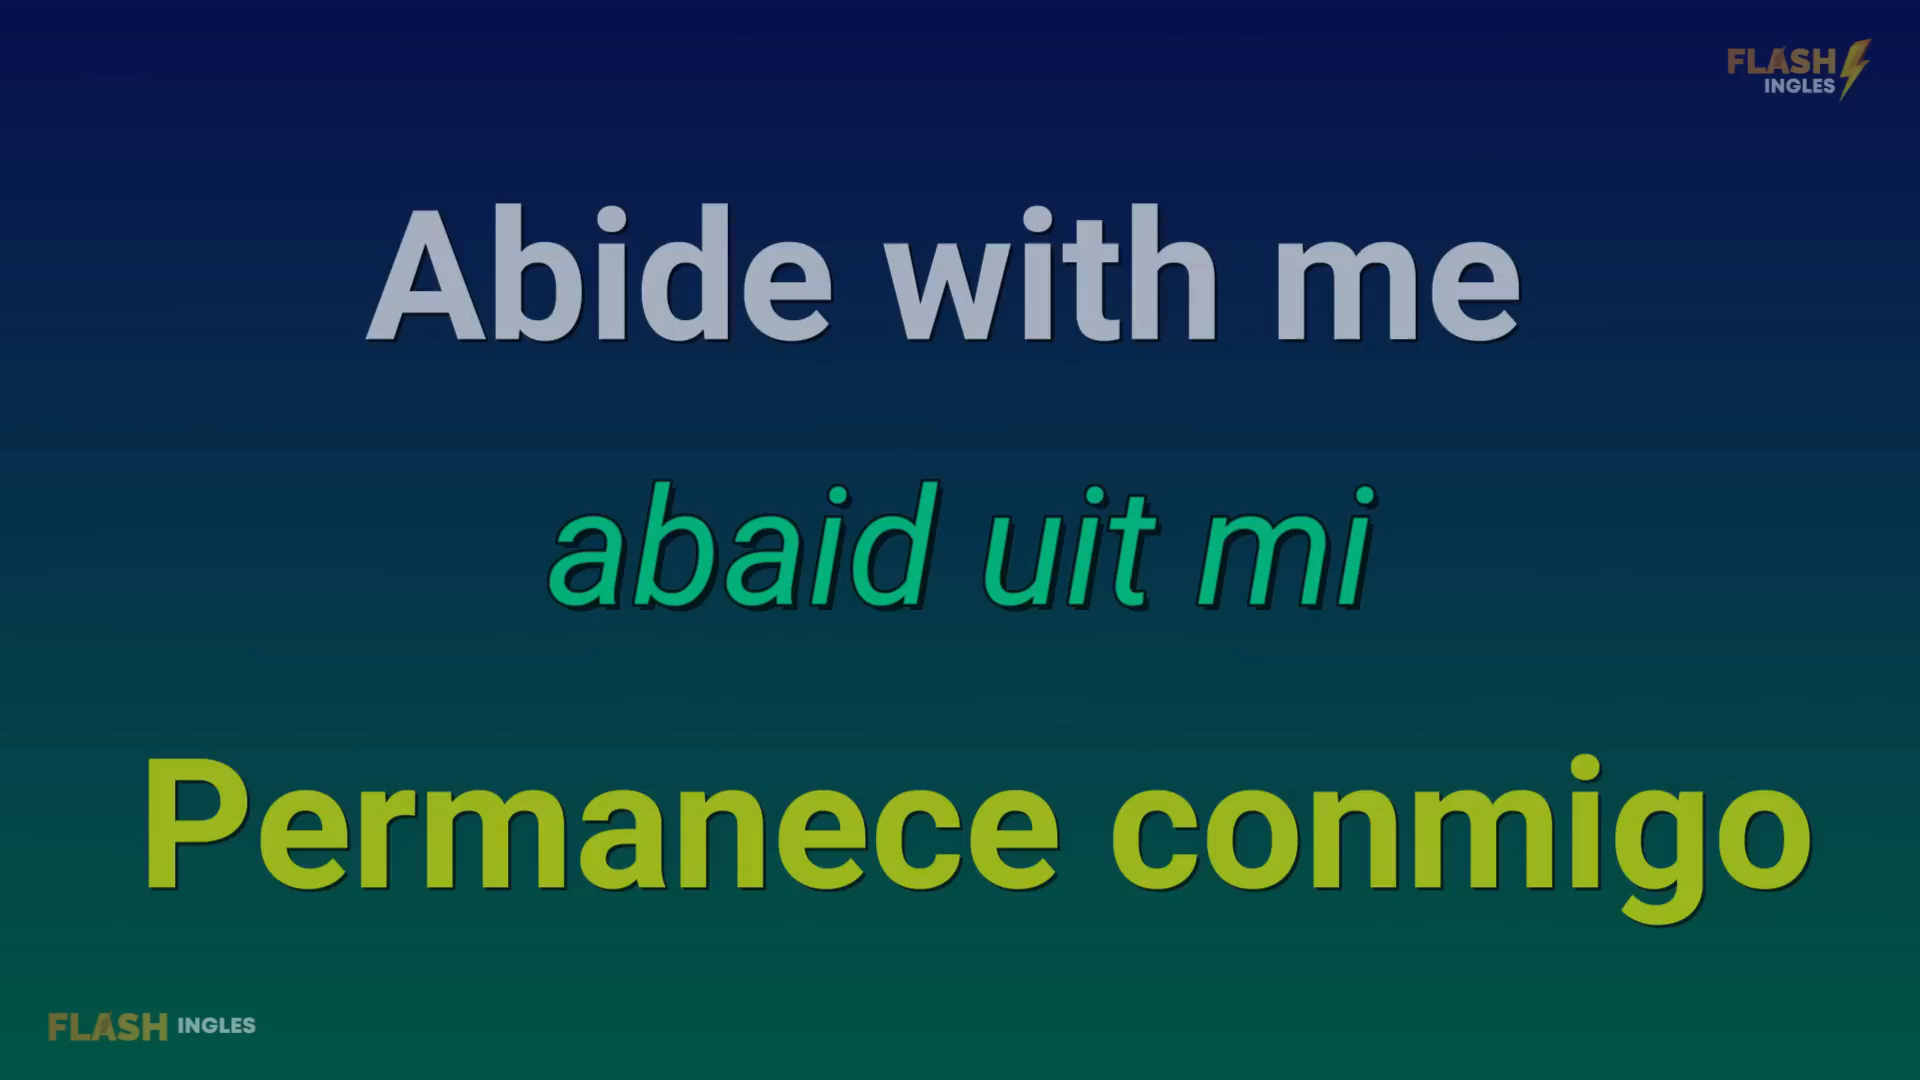 FLASH
INGLES
Abide with me
abaid uit mi
Permanece conmigo
FLASH INGLES